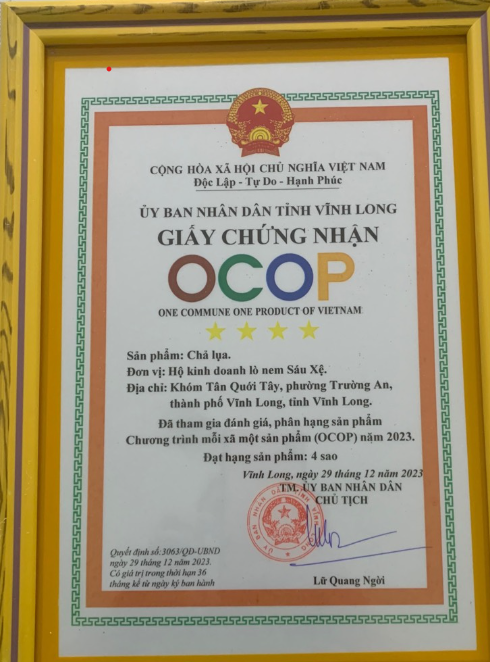 CỘNG HÒA XÃ HỘI CHỦ NGHĨA VIỆT NAM
Độc Lập - Tự Do - Hạnh Phúc
ỦY BAN NHÂN DÂN TỈNH VĨNH LONG
GIẤY CHỨNG NHẬN
OCOP
ONE COMMUNE ONE PRODUCT OF VIETNAM
Sản phẩm: Chả lụa.
Đơn vị: Hộ kinh doanh lò nem Sáu Xệ.
Địa chỉ: Khóm Tân Quới Tây, phường Trường An,
thành phố Vĩnh Long, tỉnh Vĩnh Long.
Đã tham gia đánh giá, phân hạng sản phẩm
Chương trình mỗi xã một sản phẩm (OCOP) năm 2023.
Đạt hạng sản phẩm: 4 sao
Vĩnh Long, ngày 29 tháng 12 năm 2023
TM. ỦY BAN NHÂN DÂN
CHỦ TỊCH
Quyết định số:3063/QĐ-UBND
ngày 29 tháng 12 năm 2023.
Có giá trị trong thời hạn 36
tháng kể từ ngày ký ban hành
Lữ Quang Ngời